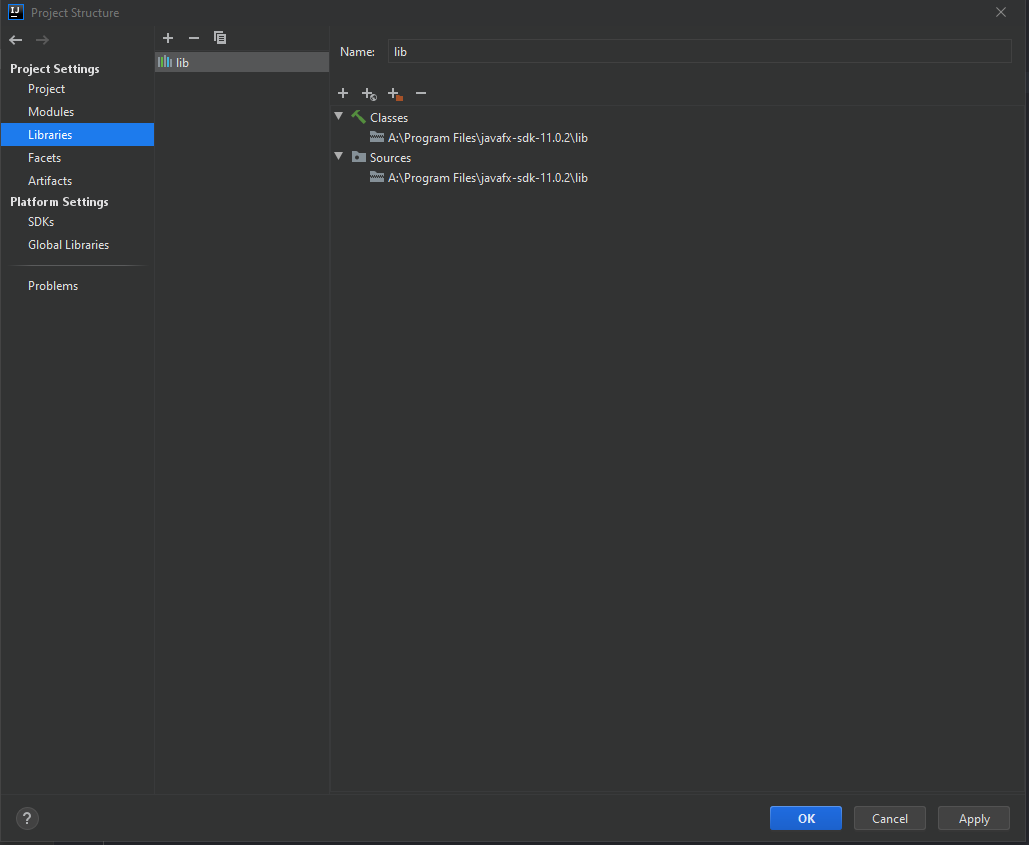 IJ
Project Structure
Project Settings
Project
Modules
Libraries
Facets
Artifacts
Platform Settings
SDKs
Global Libraries
Problems
lib
Name: lib
Classes
A:\Program Files\javafx-sdk-11.0.2\lib
Sources
A:\Program Files\javafx-sdk-11.0.2\lib
?
OK
Cancel
Apply